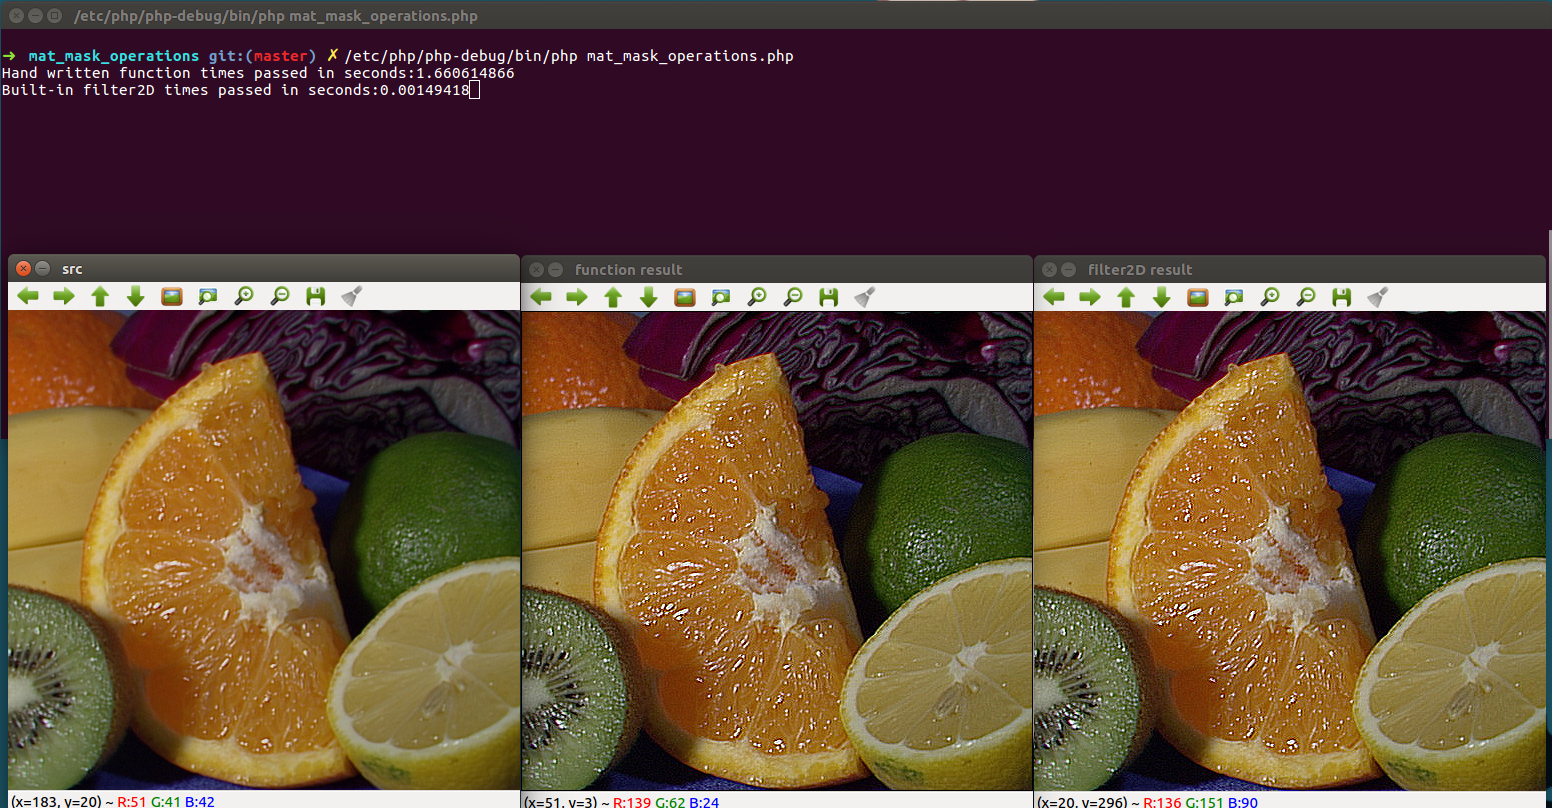 /etc/php/php-debug/bin/php mat_mask_operations.php
➜ mat_mask_operations git:(master) ✗ /etc/php/php-debug/bin/php mat_mask_operations.php
Hand written function times passed in seconds:1.660614866
Built-in filter2D times passed in seconds:0.00149418
src
function result
filter2D result
(x=183, y=20) ~ R:51 G:41 B:42
(x=51, y=3) ~ R:139 G:62 B:24
(x=20, y=296) ~ R:136 G:151 B:90